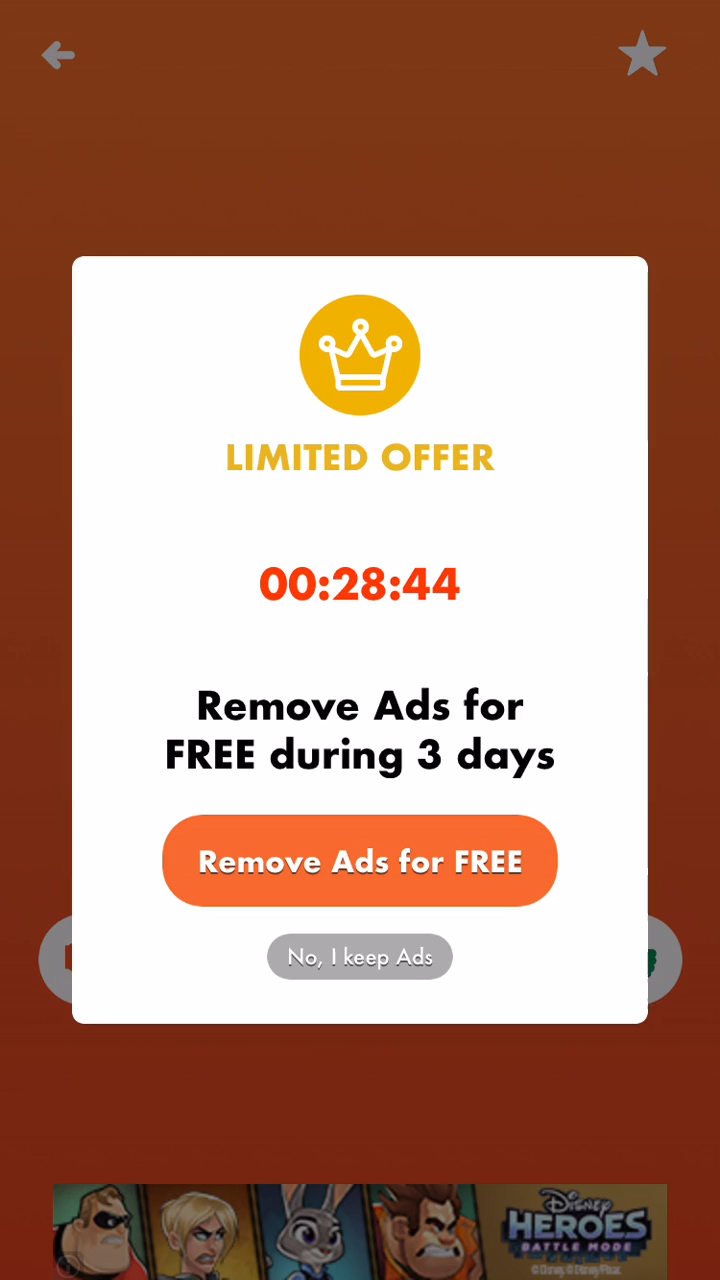 LIMITED OFFER
00:28:44
Remove Ads for
FREE during 3 days
Remove Ads for FREE
No, I keep Ads
Disney
HEROES
BATTLE MODE